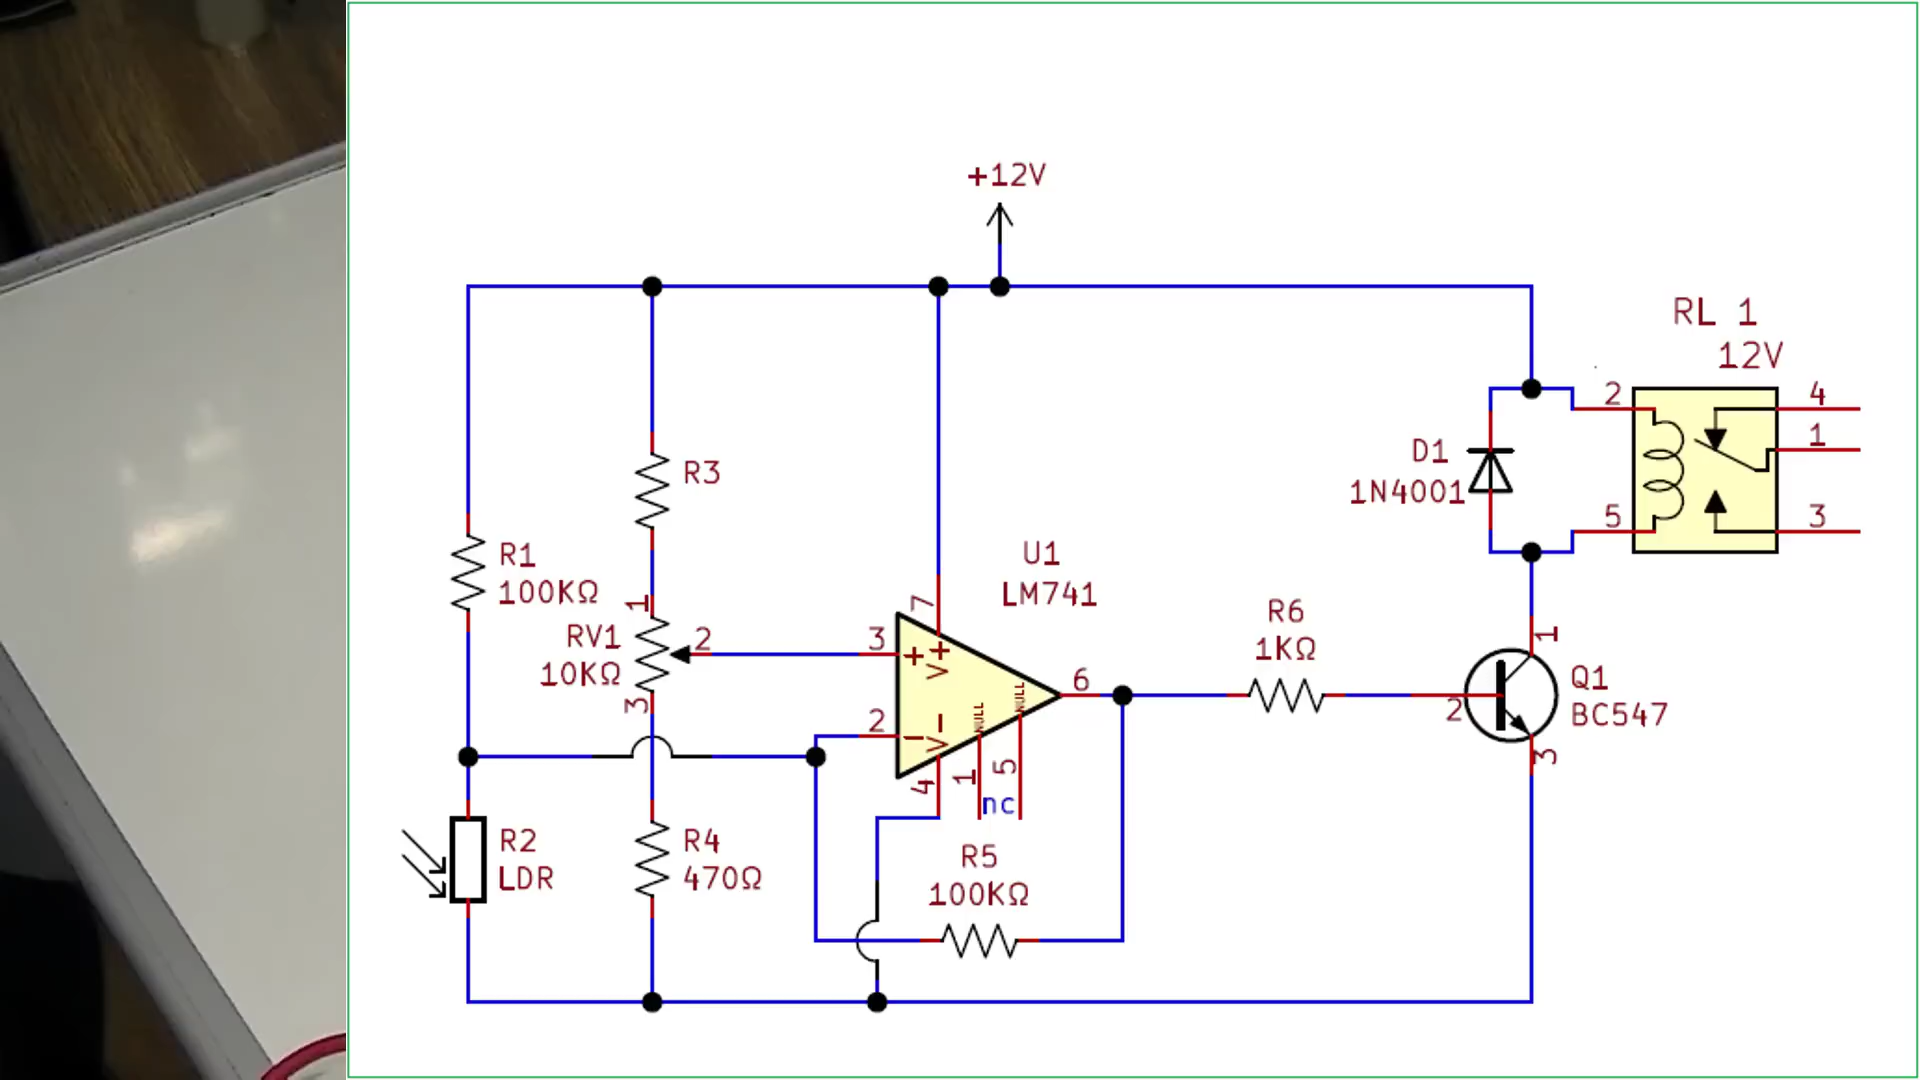 +12V
RL 1
12V
2
4
1
5
3
D1
1N4001
R3
R1
100KΩ
1
RV1
10KΩ
2
3
U1
LM741
7
3
+
V+
2
−
V−
NULL
NULL
6
4
1
5
nc
R6
1KΩ
1
2
Q1
BC547
3
R2
LDR
R4
470Ω
R5
100KΩ